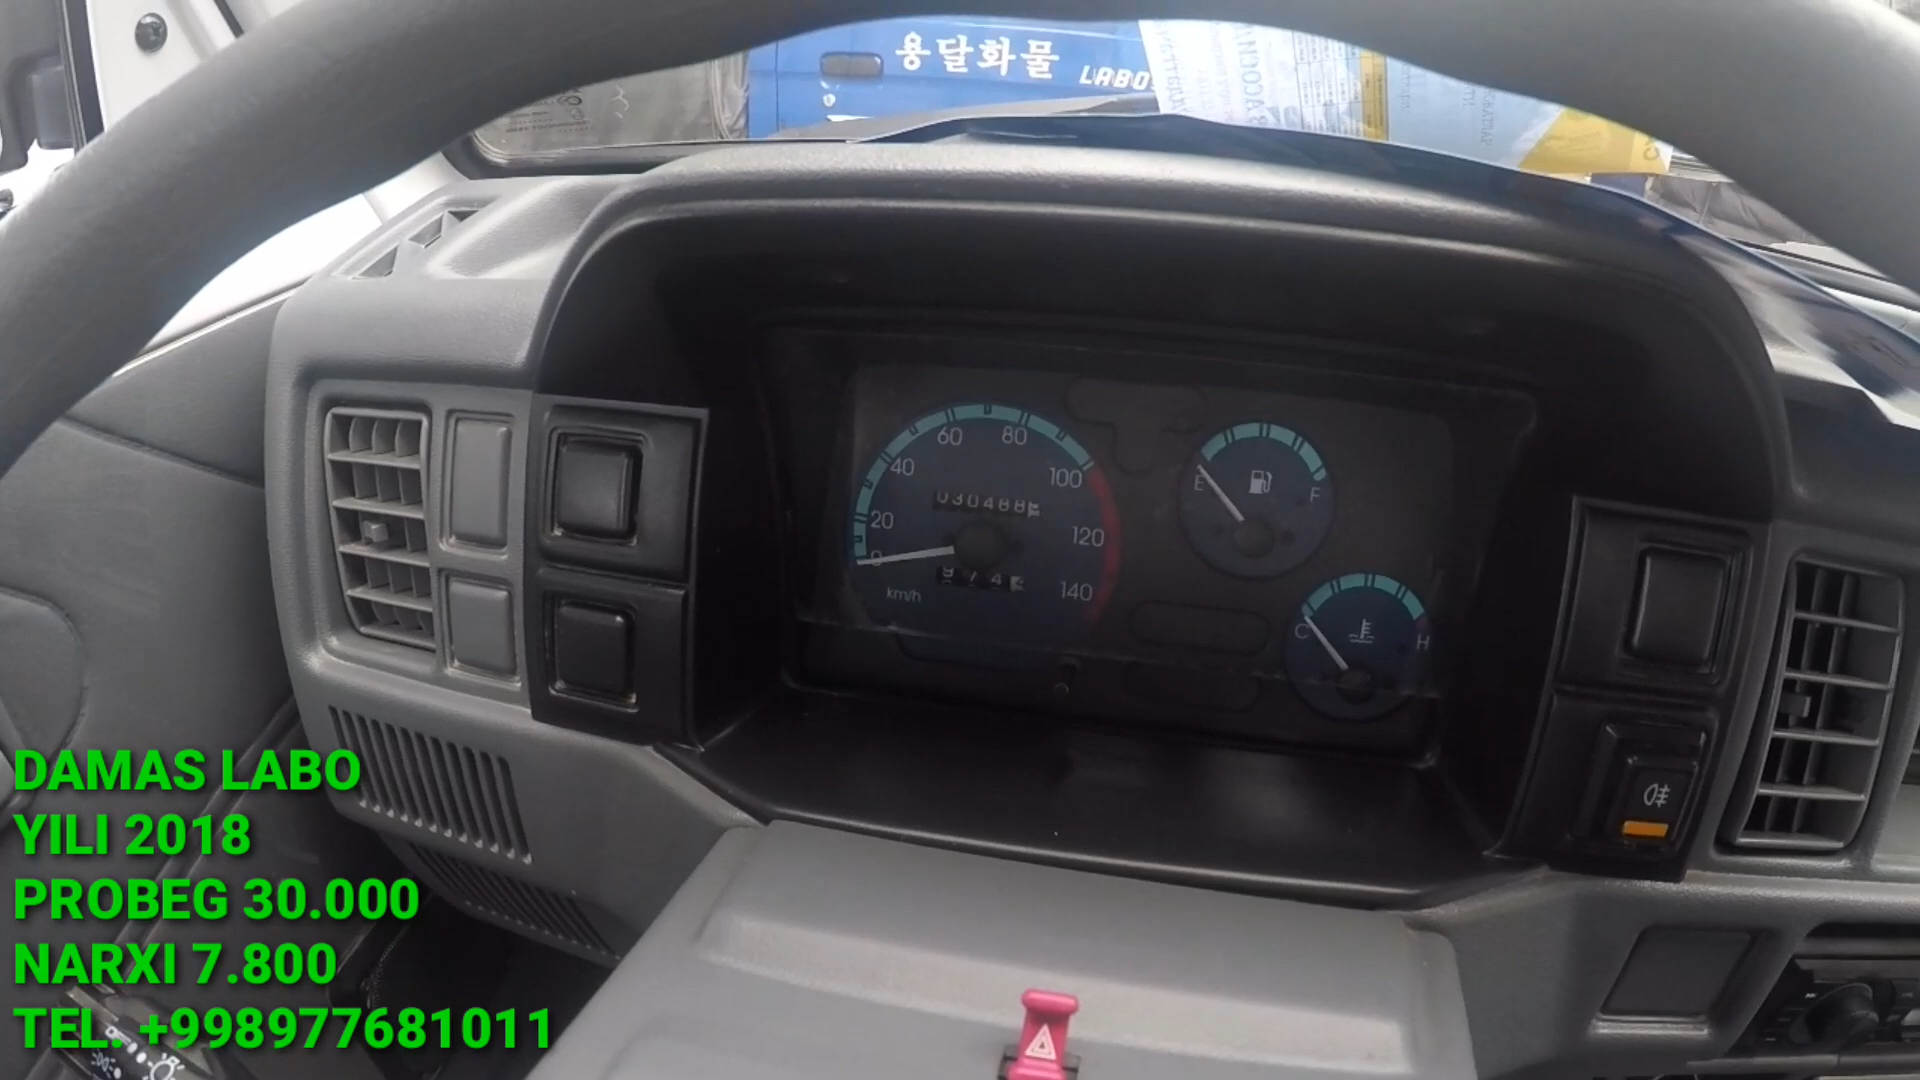 용달화물
LABO
60 80
40 100
20 120
0 140
km/h
E F
C H
DAMAS LABO
YILI 2018
PROBEG 30.000
NARXI 7.800
TEL. +998977681011